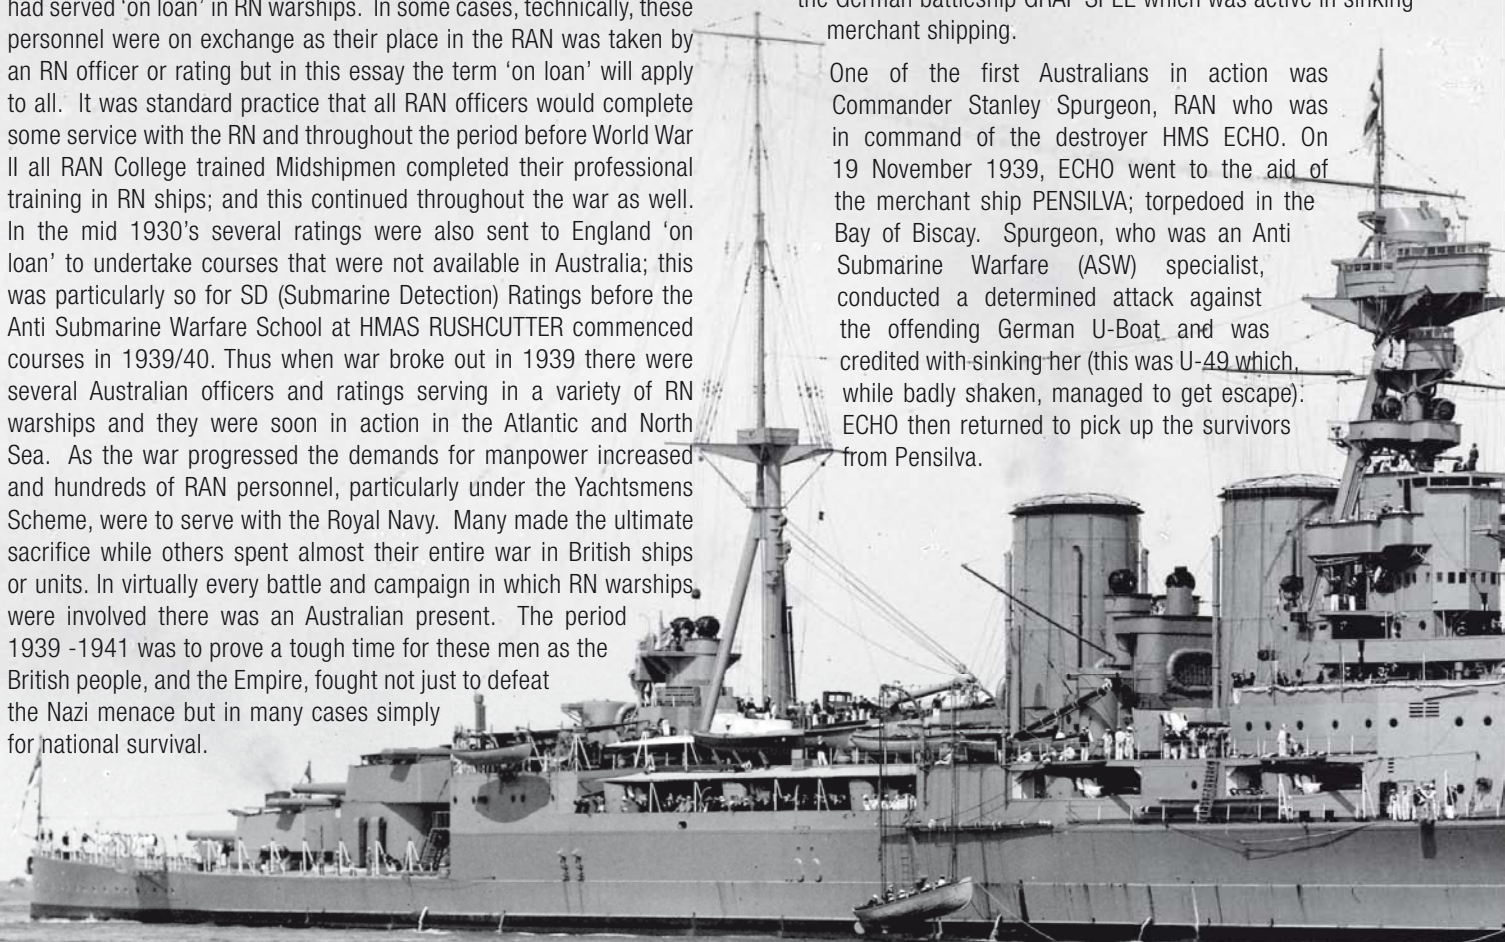 had served ‘on loan’ in RN warships.  In some cases, technically, these
personnel were on exchange as their place in the RAN was taken by
an RN officer or rating but in this essay the term ‘on loan’ will apply
to all.  It was standard practice that all RAN officers would complete
some service with the RN and throughout the period before World War
II all RAN College trained Midshipmen completed their professional
training in RN ships; and this continued throughout the war as well.
In the mid 1930’s several ratings were also sent to England ‘on
loan’ to undertake courses that were not available in Australia; this
was particularly so for SD (Submarine Detection) Ratings before the
Anti Submarine Warfare School at HMAS RUSHCUTTER commenced
courses in 1939/40. Thus when war broke out in 1939 there were
several Australian officers and ratings serving in a variety of RN
warships and they were soon in action in the Atlantic and North
Sea.  As the war progressed the demands for manpower increased
and hundreds of RAN personnel, particularly under the Yachtsmens
Scheme, were to serve with the Royal Navy.  Many made the ultimate
sacrifice while others spent almost their entire war in British ships
or units. In virtually every battle and campaign in which RN warships
were involved there was an Australian present.  The period
1939 -1941 was to prove a tough time for these men as the
British people, and the Empire, fought not just to defeat
the Nazi menace but in many cases simply
for national survival.
the German battleship GRAF SPEE which was active in sinking
merchant shipping.
One of the first Australians in action was
Commander Stanley Spurgeon, RAN who was
in command of the destroyer HMS ECHO. On
19 November 1939, ECHO went to the aid of
the merchant ship PENSILVA; torpedoed in the
Bay of Biscay.  Spurgeon, who was an Anti
Submarine Warfare (ASW) specialist,
conducted a determined attack against
the offending German U-Boat and was
credited with sinking her (this was U-49 which,
while badly shaken, managed to get escape).
ECHO then returned to pick up the survivors
from Pensilva.